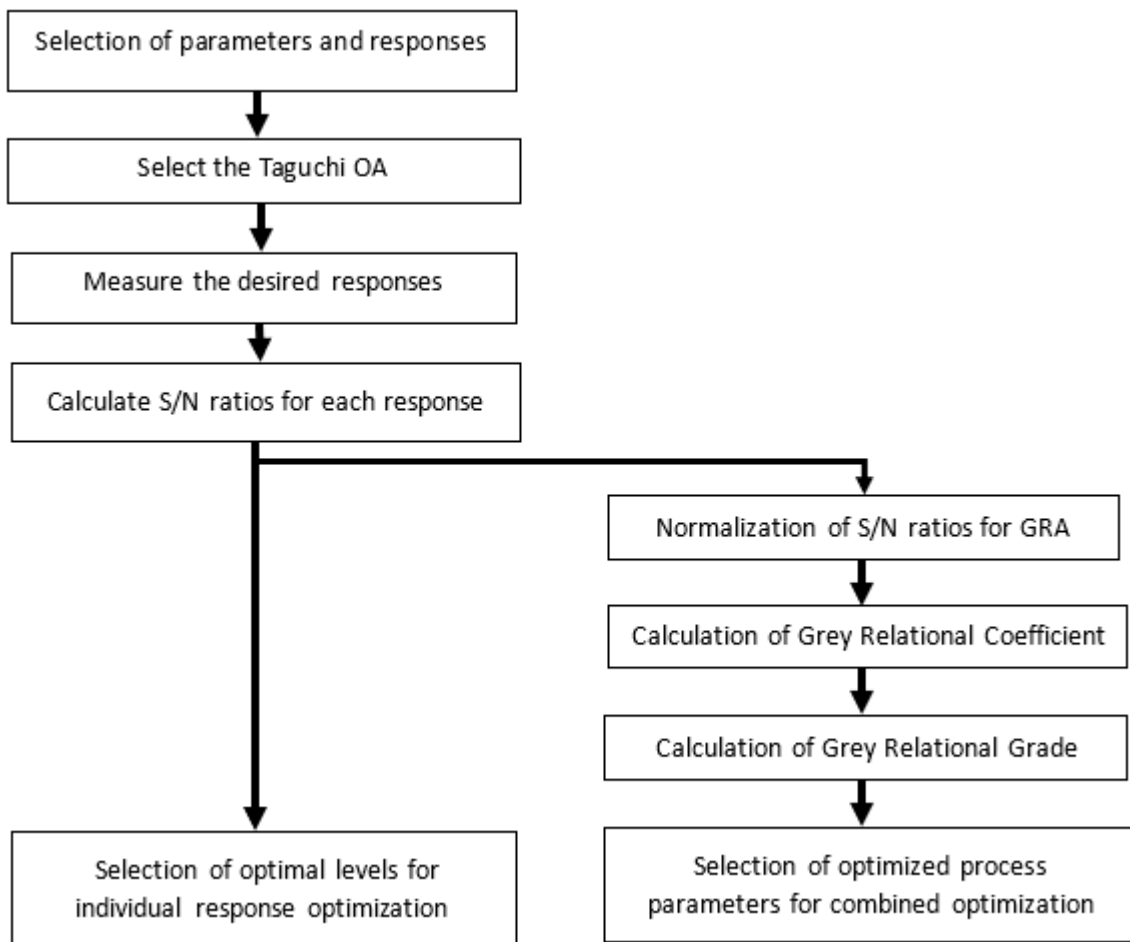 Selection of parameters and responses
Select the Taguchi OA
Measure the desired responses
Calculate S/N ratios for each response
Normalization of S/N ratios for GRA
Calculation of Grey Relational Coefficient
Calculation of Grey Relational Grade
Selection of optimal levels for
individual response optimization
Selection of optimized process
parameters for combined optimization